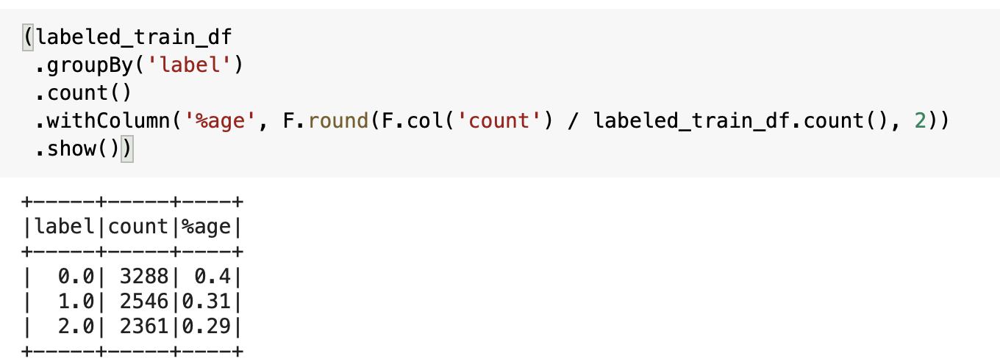 (labeled_train_df
 .groupBy('label')
 .count()
 .withColumn('%age', F.round(F.col('count') / labeled_train_df.count(), 2))
 .show())
+-----+-----+----+
|label|count|%age|
+-----+-----+----+
|  0.0| 3288| 0.4|
|  1.0| 2546|0.31|
|  2.0| 2361|0.29|
+-----+-----+----+